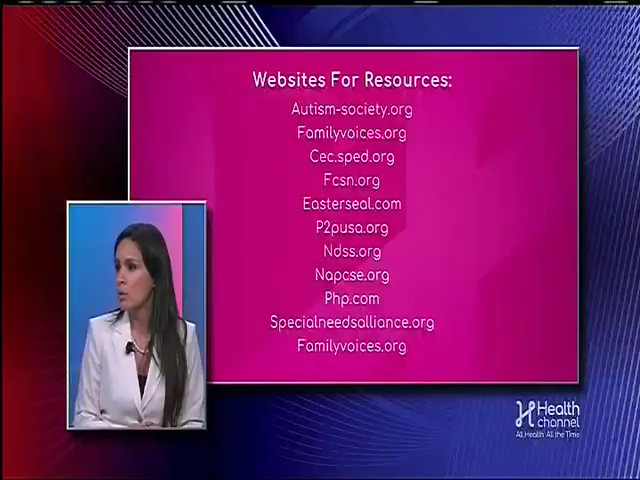 Websites For Resources:
Autism-society.org
Familyvoices.org
Cec.sped.org
Fcsn.org
Easterseal.com
P2pusa.org
Ndss.org
Napcse.org
Php.com
Specialneedsalliance.org
Familyvoices.org
Health
channel
All Health All the Time